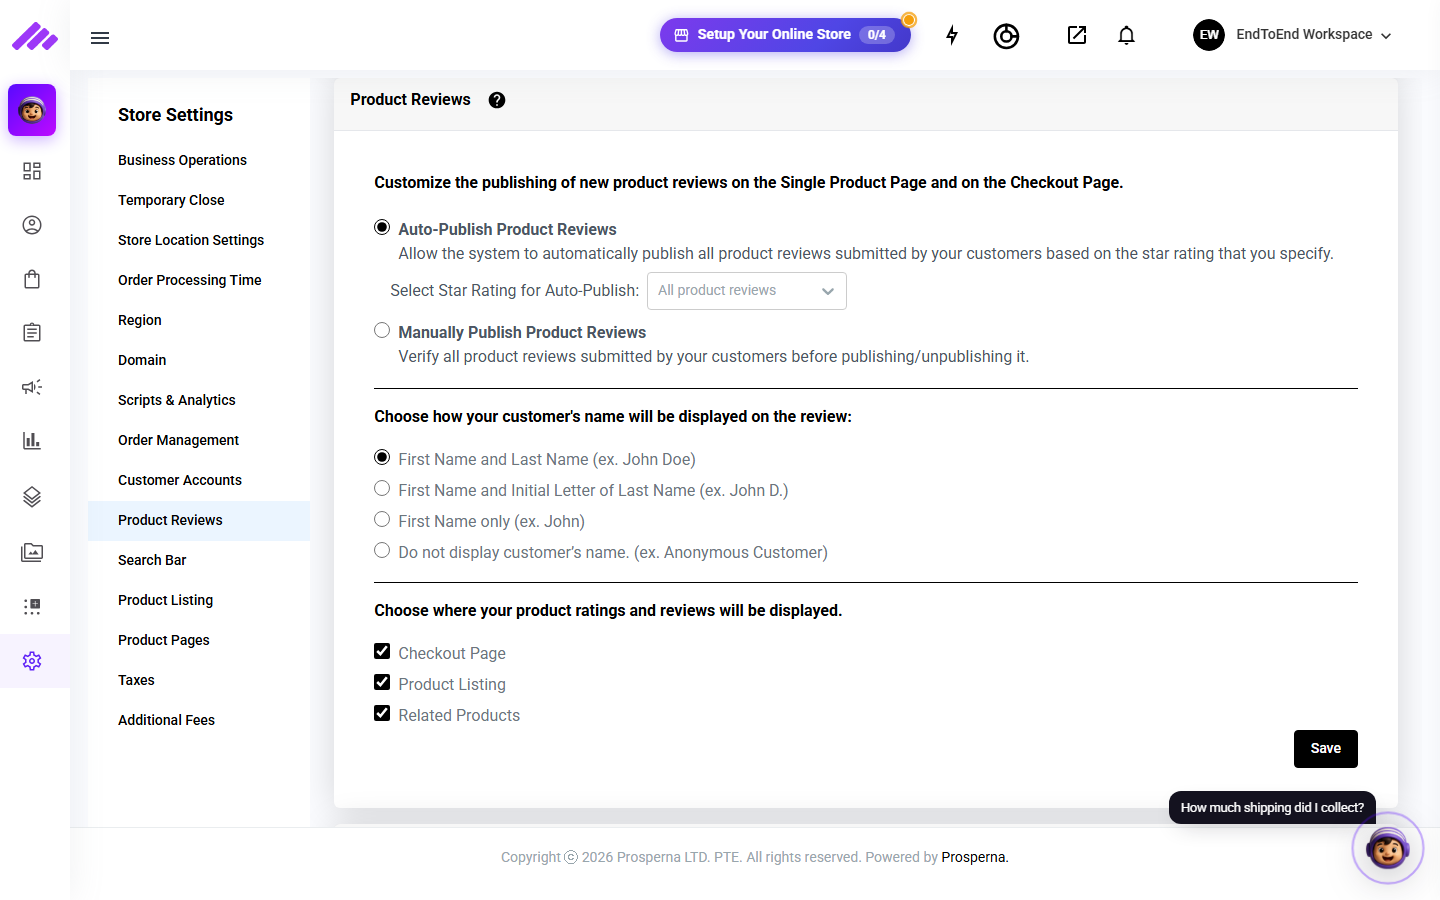 Setup Your Online Store 0/4
EW EndToEnd Workspace
Store Settings
Business Operations
Temporary Close
Store Location Settings
Order Processing Time
Region
Domain
Scripts & Analytics
Order Management
Customer Accounts
Product Reviews
Search Bar
Product Listing
Product Pages
Taxes
Additional Fees
Product Reviews
Customize the publishing of new product reviews on the Single Product Page and on the Checkout Page.
Auto-Publish Product Reviews
Allow the system to automatically publish all product reviews submitted by your customers based on the star rating that you specify.
Select Star Rating for Auto-Publish: All product reviews
Manually Publish Product Reviews
Verify all product reviews submitted by your customers before publishing/unpublishing it.
Choose how your customer's name will be displayed on the review:
First Name and Last Name (ex. John Doe)
First Name and Initial Letter of Last Name (ex. John D.)
First Name only (ex. John)
Do not display customer's name. (ex. Anonymous Customer)
Choose where your product ratings and reviews will be displayed.
Checkout Page
Product Listing
Related Products
Save
How much shipping did I collect?
Copyright © 2026 Prosperna LTD. PTE. All rights reserved. Powered by Prosperna.